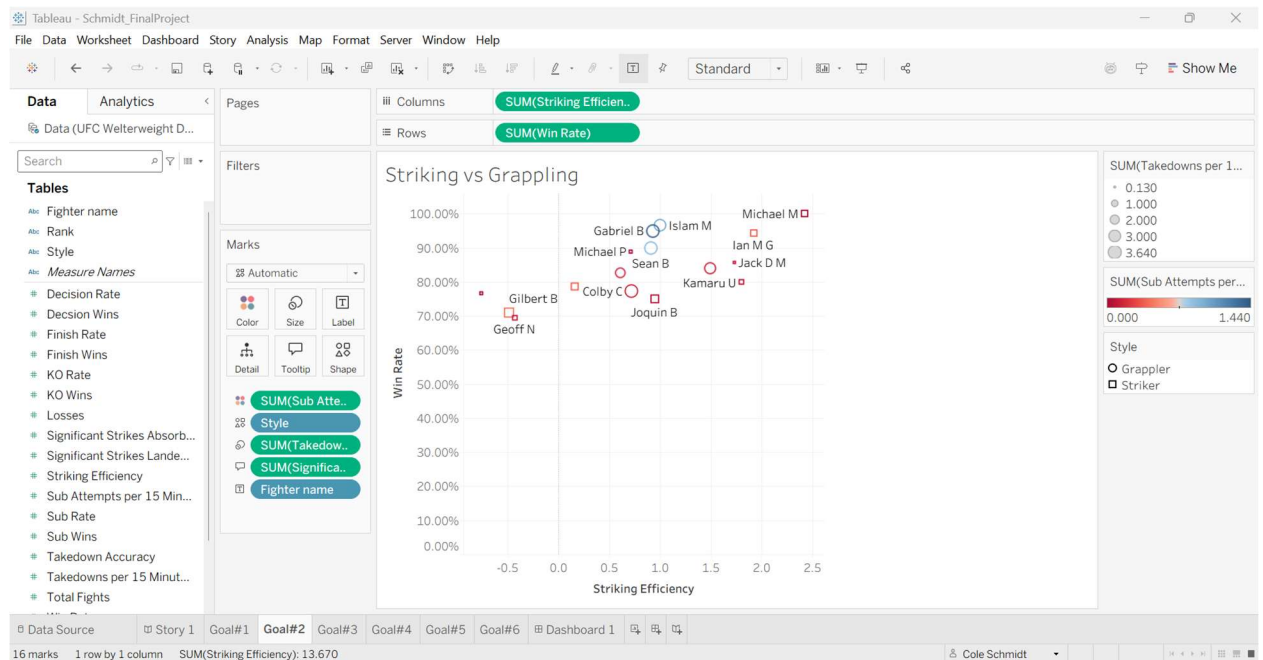 Tableau - Schmidt_FinalProject
File Data Worksheet Dashboard Story Analysis Map Format Server Window Help
Standard
Show Me
Data Analytics
Data (UFC Welterweight D...
Search
Tables
Abc Fighter name
Abc Rank
Abc Style
Abc Measure Names
# Decision Rate
# Decsion Wins
# Finish Rate
# Finish Wins
# KO Rate
# KO Wins
# Losses
# Significant Strikes Absorb...
# Significant Strikes Lande...
# Striking Efficiency
# Sub Attempts per 15 Min...
# Sub Rate
# Sub Wins
# Takedown Accuracy
# Takedowns per 15 Minut...
# Total Fights
Pages
Filters
Marks
Automatic
Color Size Label
Detail Tooltip Shape
SUM(Sub Atte..
Style
SUM(Takedow..
SUM(Significa..
Fighter name
iii Columns SUM(Striking Efficien..
Rows SUM(Win Rate)
Striking vs Grappling
100.00%
90.00%
80.00%
70.00%
60.00%
50.00%
40.00%
30.00%
20.00%
10.00%
0.00%
Win Rate
Michael M
Gabriel B
Islam M
Ian M G
Michael P
Sean B
Jack D M
Kamaru U
Colby C
Gilbert B
Joquin B
Geoff N
-0.5 0.0 0.5 1.0 1.5 2.0 2.5
Striking Efficiency
SUM(Takedowns per 1...
0.130
1.000
2.000
3.000
3.640
SUM(Sub Attempts per...
0.000 1.440
Style
Grappler
Striker
Data Source Story 1 Goal#1 Goal#2 Goal#3 Goal#4 Goal#5 Goal#6 Dashboard 1
16 marks 1 row by 1 column SUM(Striking Efficiency): 13.670
Cole Schmidt